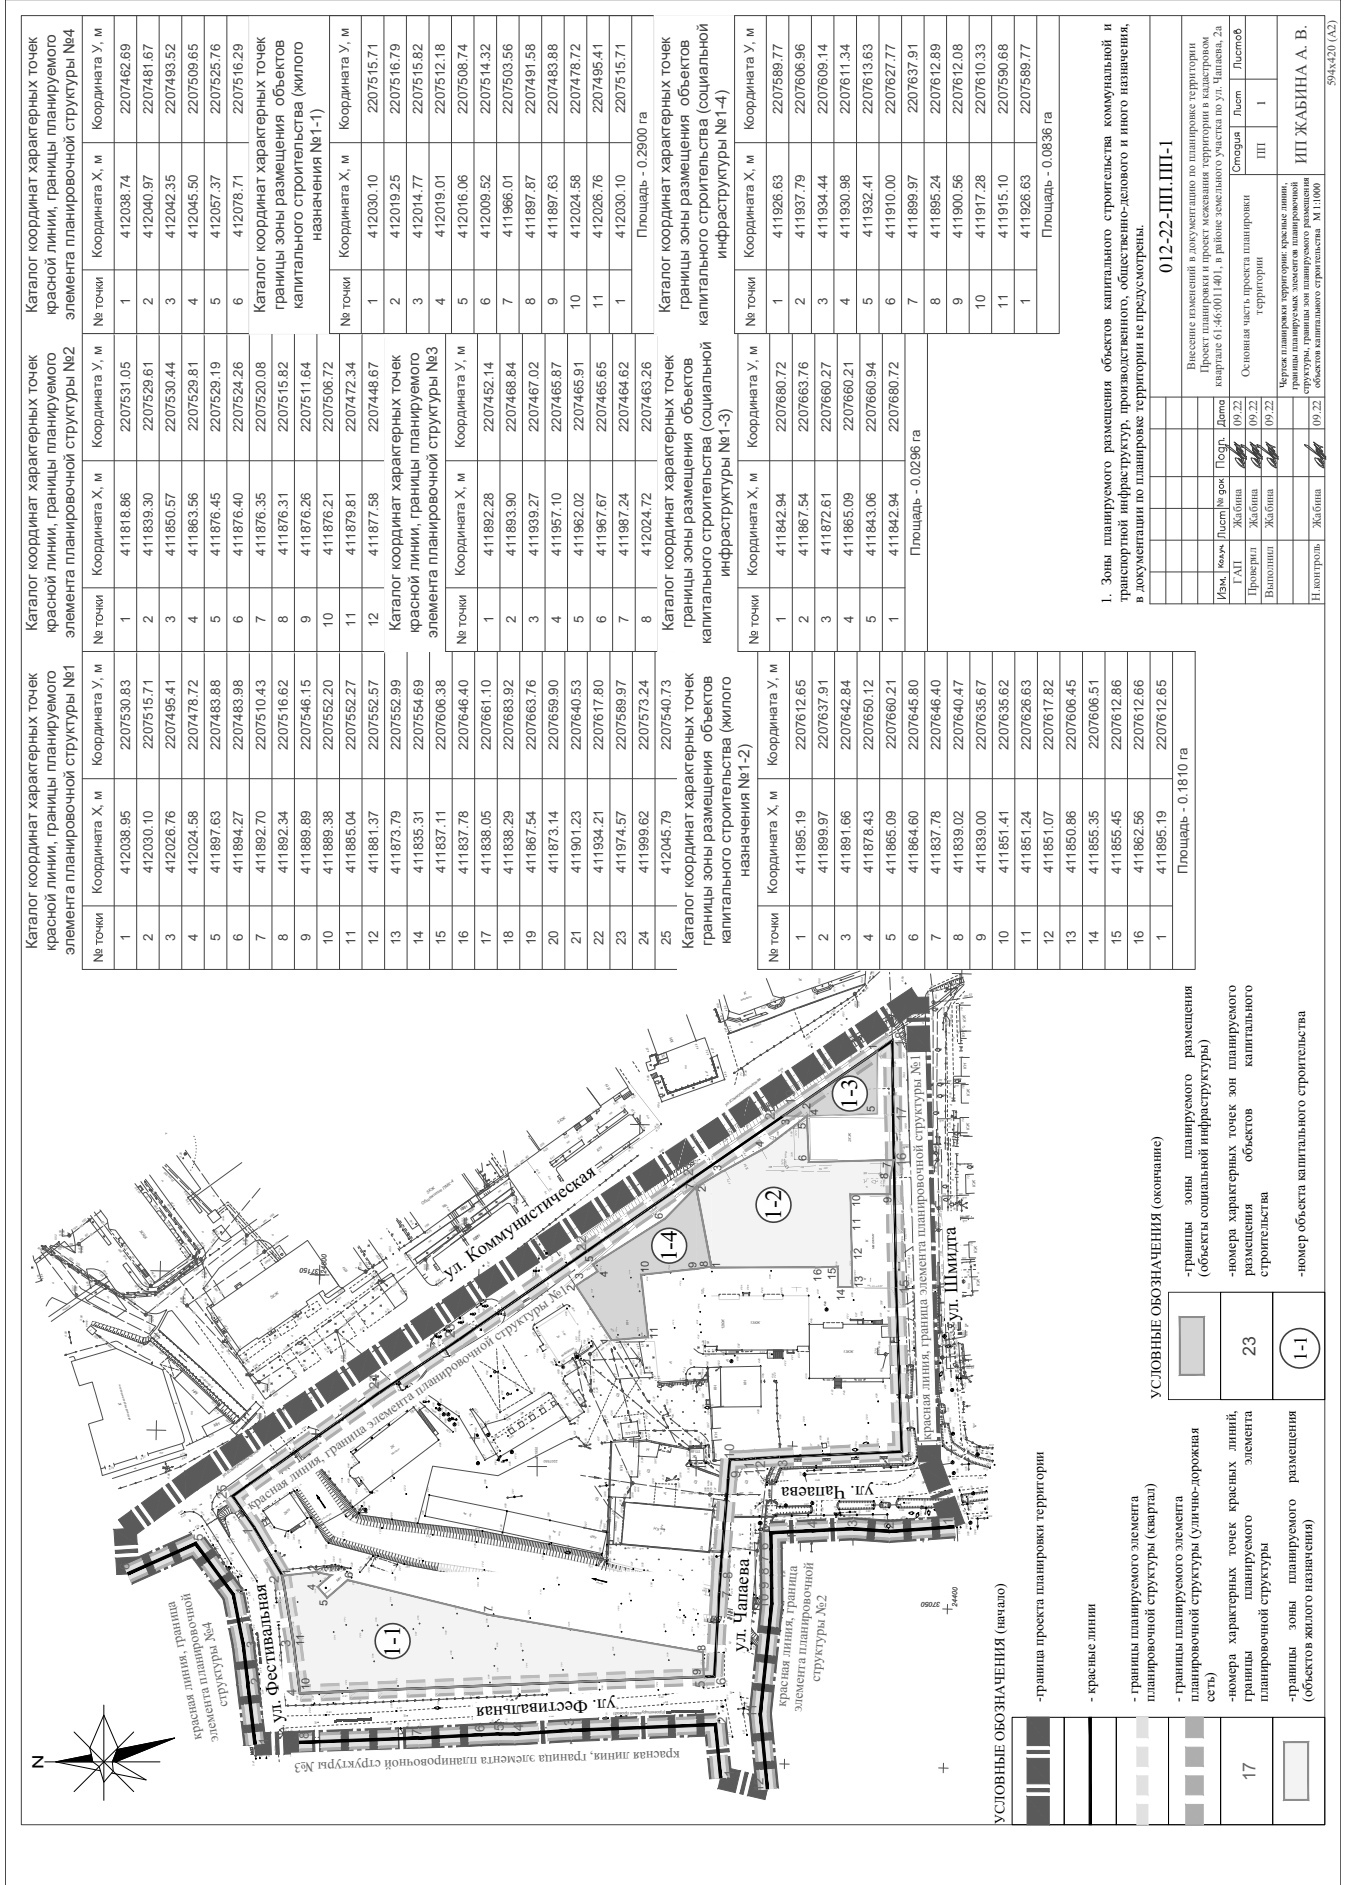 Каталог координат характерных точек
красной линии, границы планируемого
элемента планировочной структуры №1
№ точки Координата X, м Координата У, м
1 412038.95 2207530.83
2 412030.10 2207515.71
3 412026.76 2207495.41
4 412024.58 2207478.72
5 411897.63 2207483.88
6 411894.27 2207483.98
7 411892.70 2207510.43
8 411892.34 2207516.62
9 411889.89 2207546.15
10 411889.38 2207552.20
11 411885.04 2207552.27
12 411881.37 2207552.57
13 411873.79 2207552.99
14 411835.31 2207554.69
15 411837.11 2207606.38
16 411837.78 2207646.40
17 411838.05 2207661.10
18 411838.29 2207683.92
19 411867.54 2207663.76
20 411873.14 2207659.90
21 411901.23 2207640.53
22 411934.21 2207617.80
23 411974.57 2207589.97
24 411999.62 2207573.24
25 412045.79 2207540.73
Каталог координат характерных точек
границы зоны размещения объектов
капитального строительства (жилого
назначения №1-2)
№ точки Координата X, м Координата У, м
1 411895.19 2207612.65
2 411899.97 2207637.91
3 411891.66 2207642.84
4 411878.43 2207650.12
5 411865.09 2207660.21
6 411864.60 2207645.80
7 411837.78 2207646.40
8 411839.02 2207640.47
9 411839.00 2207635.67
10 411851.41 2207635.62
11 411851.24 2207626.63
12 411851.07 2207617.82
13 411850.86 2207606.45
14 411855.35 2207606.51
15 411855.45 2207612.86
16 411862.56 2207612.66
1 411895.19 2207612.65
Площадь - 0.1810 га
Каталог координат характерных точек
красной линии, границы планируемого
элемента планировочной структуры №2
№ точки Координата X, м Координата У, м
1 411818.86 2207531.05
2 411839.30 2207529.61
3 411850.57 2207530.44
4 411863.56 2207529.81
5 411876.45 2207529.19
6 411876.40 2207524.26
7 411876.35 2207520.08
8 411876.31 2207515.82
9 411876.26 2207511.64
10 411876.21 2207506.72
11 411879.81 2207472.34
12 411877.58 2207448.67
Каталог координат характерных точек
красной линии, границы планируемого
элемента планировочной структуры №3
№ точки Координата X, м Координата У, м
1 411892.28 2207452.14
2 411893.90 2207468.84
3 411939.27 2207467.02
4 411957.10 2207465.87
5 411962.02 2207465.91
6 411967.67 2207465.65
7 411987.24 2207464.62
8 412024.72 2207463.26
Каталог координат характерных точек
границы зоны размещения объектов
капитального строительства (социальной
инфраструктуры №1-3)
№ точки Координата X, м Координата У, м
1 411842.94 2207680.72
2 411867.54 2207663.76
3 411872.61 2207660.27
4 411865.09 2207660.21
5 411843.06 2207660.94
1 411842.94 2207680.72
Площадь - 0.0296 га
Каталог координат характерных точек
красной линии, границы планируемого
элемента планировочной структуры №4
№ точки Координата X, м Координата У, м
1 412038.74 2207462.69
2 412040.97 2207481.67
3 412042.35 2207493.52
4 412045.50 2207509.65
5 412057.37 2207525.76
6 412078.71 2207516.29
Каталог координат характерных точек
границы зоны размещения объектов
капитального строительства (жилого
назначения №1-1)
№ точки Координата X, м Координата У, м
1 412030.10 2207515.71
2 412019.25 2207516.79
3 412014.77 2207515.82
4 412019.01 2207512.18
5 412016.06 2207508.74
6 412009.52 2207514.32
7 411966.01 2207503.56
8 411897.87 2207491.58
9 411897.63 2207483.88
10 412024.58 2207478.72
11 412026.76 2207495.41
1 412030.10 2207515.71
Площадь - 0.2900 га
Каталог координат характерных точек
границы зоны размещения объектов
капитального строительства (социальной
инфраструктуры №1-4)
№ точки Координата X, м Координата У, м
1 411926.63 2207589.77
2 411937.79 2207606.96
3 411934.44 2207609.14
4 411930.98 2207611.34
5 411932.41 2207613.63
6 411910.00 2207627.77
7 411899.97 2207637.91
8 411895.24 2207612.89
9 411900.56 2207612.08
10 411917.28 2207610.33
11 411915.10 2207590.68
1 411926.63 2207589.77
Площадь - 0.0836 га
N
красная линия, граница
элемента планировочной
структуры №4
ул. Фестивальная
1-1
ул. Фестивальная
красная линия, граница элемента планировочной структуры №3
ул. Чапаева
красная линия, граница
элемента планировочной
структуры №2
ул. Чапаева
красная линия, граница элемента планировочной структуры №1
ул. Коммунистическая
1-4
1-2
1-3
красная линия, граница элемента планировочной структуры №1
ул. Шмидта
37150
24400
37050
24400
УСЛОВНЫЕ ОБОЗНАЧЕНИЯ (начало)
-граница проекта планировки территории
- красные линии
- границы планируемого элемента
планировочной структуры (квартал)
- границы планируемого элемента
планировочной структуры (улично-дорожная
сеть)
17
-номера характерных точек красных линий,
границы планируемого элемента
планировочной структуры
-границы зоны планируемого размещения
(объектов жилого назначения)
УСЛОВНЫЕ ОБОЗНАЧЕНИЯ (окончание)
-границы зоны планируемого размещения
(объекты социальной инфраструктуры)
23
-номера характерных точек зон планируемого
размещения объектов капитального
строительства
1-1
-номер объекта капитального строительства
1. Зоны планируемого размещения объектов капитального строительства коммунальной и
транспортной инфраструктур, производственного, общественно-делового и иного назначения,
в документации по планировке территории не предусмотрены.
012-22-ПП.ПП-1
Внесение изменений в документацию по планировке территории
Проект планировки и проект межевания территории в кадастровом
квартале 61:46:0011401, в районе земельного участка по ул. Чапаева, 2а
Изм. Кол.уч Лист № док Подп. Дата
ГАП Жабина 09.22
Проверил Жабина 09.22
Выполнил Жабина 09.22
Н.контроль Жабина 09.22
Основная часть проекта планировки
территории
Стадия Лист Листов
ПП 1
Чертеж планировки территории: красные линии,
границы планируемых элементов планировочной
структуры, границы зон планируемого размещения
объектов капитального строительства М 1:1000
ИП ЖАБИНА А. В.
594x420 (А2)